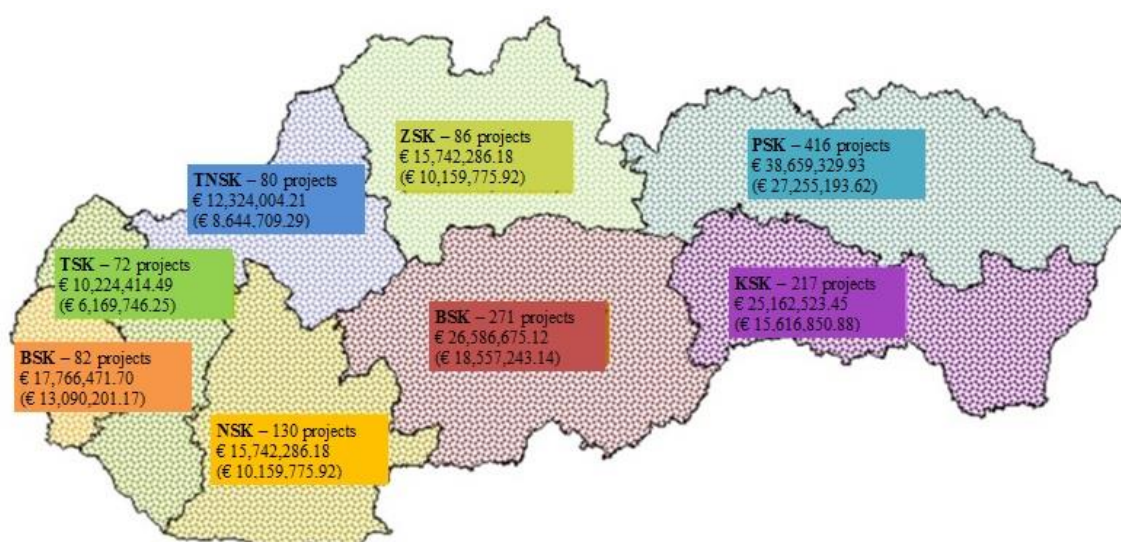 ZSK – 86 projects
€ 15,742,286.18
(€ 10,159,775.92)
PSK – 416 projects
€ 38,659,329.93
(€ 27,255,193.62)
TNSK – 80 projects
€ 12,324,004.21
(€ 8,644,709.29)
TSK – 72 projects
€ 10,224,414.49
(€ 6,169,746.25)
KSK – 217 projects
€ 25,162,523.45
(€ 15,616,850.88)
BSK – 271 projects
€ 26,586,675.12
(€ 18,557,243.14)
BSK – 82 projects
€ 17,766,471.70
(€ 13,090,201.17)
NSK – 130 projects
€ 15,742,286.18
(€ 10,159,775.92)